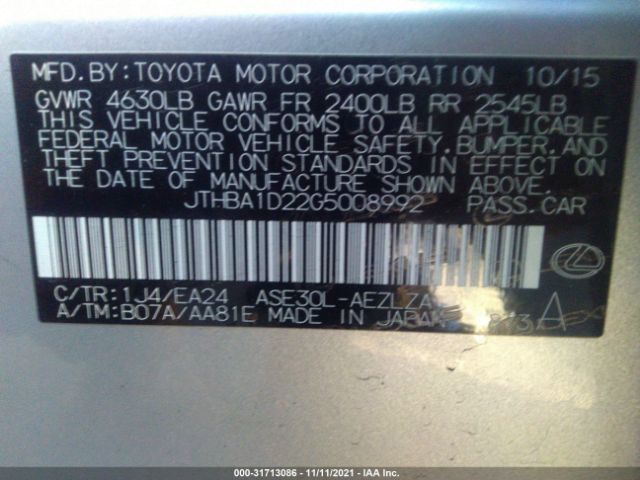 MFD.BY:TOYOTA MOTOR CORPORATION 10/15
GVWR 4630LB GAWR FR 2400LB RR 2545LB
THIS VEHICLE CONFORMS TO ALL APPLICABLE
FEDERAL MOTOR VEHICLE SAFETY,BUMPER,AND
THEFT PREVENTION STANDARDS IN EFFECT ON
THE DATE OF MANUFACTURE SHOWN ABOVE.
JTHBA1D22G5008992 PASS.CAR
C/TR:1J4/EA24 ASE30L-AEZLZA
A/TM:B07A/AA81E MADE IN JAPAN
000-31713086 - 11/11/2021 - IAA Inc.